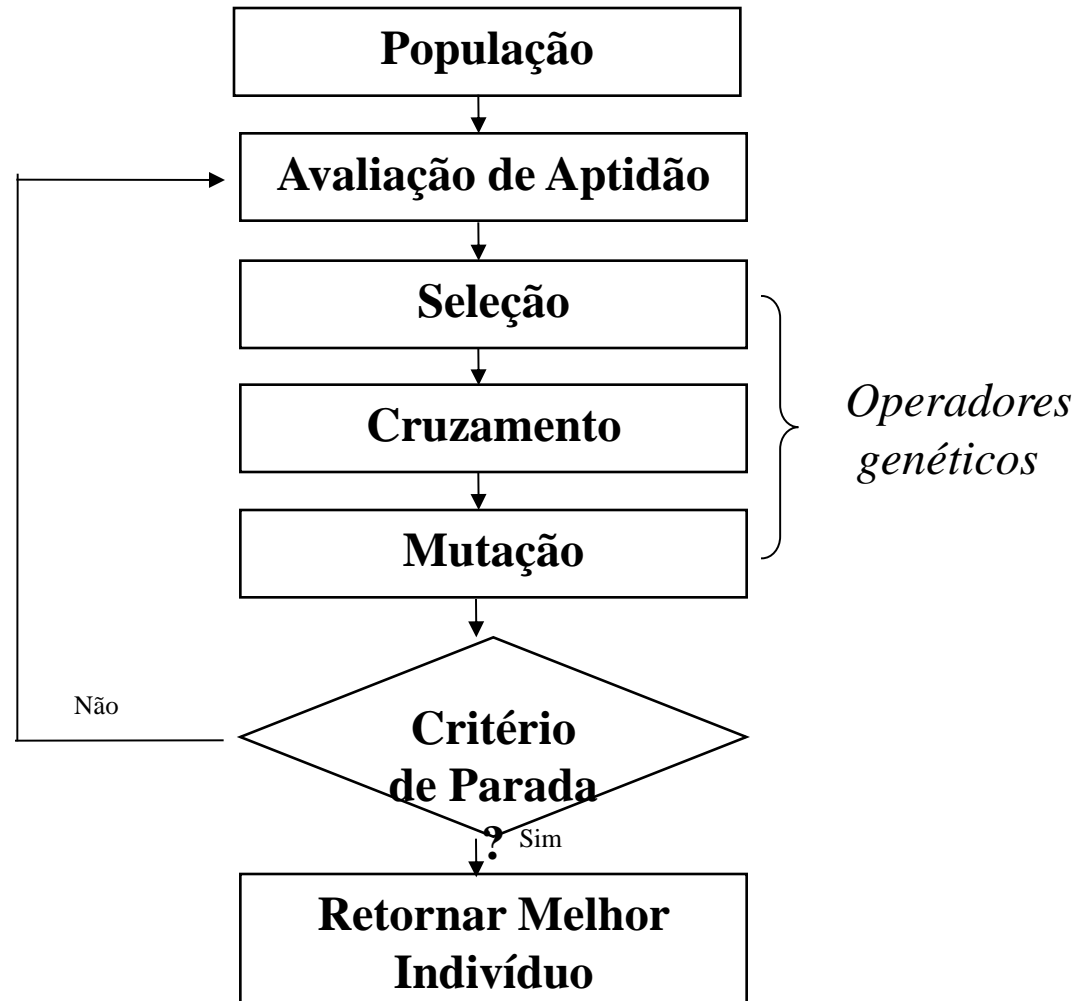 População
Avaliação de Aptidão
Seleção
Cruzamento
Operadores
genéticos
Mutação
Não
Critério
de Parada
?
Sim
Retornar Melhor
Indivíduo